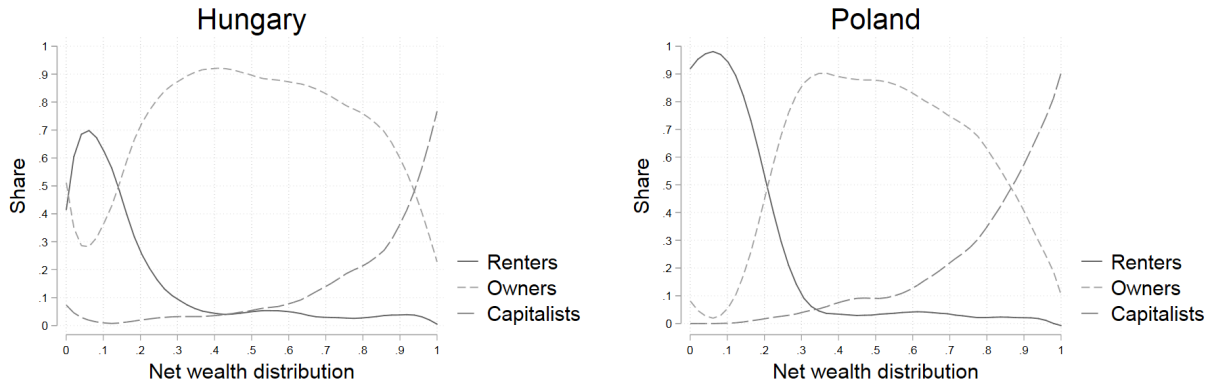 Hungary
1
.9
.8
.7
.6
.5
.4
.3
.2
.1
0
Share
0 .1 .2 .3 .4 .5 .6 .7 .8 .9 1
Net wealth distribution
Renters
Owners
Capitalists
Poland
1
.9
.8
.7
.6
.5
.4
.3
.2
.1
0
Share
0 .1 .2 .3 .4 .5 .6 .7 .8 .9 1
Net wealth distribution
Renters
Owners
Capitalists